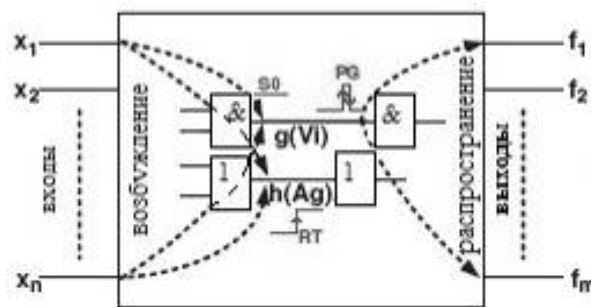 x1
x2
xn
входы
возбуждение
&
S0
PG
&
g(Vi)
1
1
h(Ag)
RT
распространение
выходы
f1
f2
fm